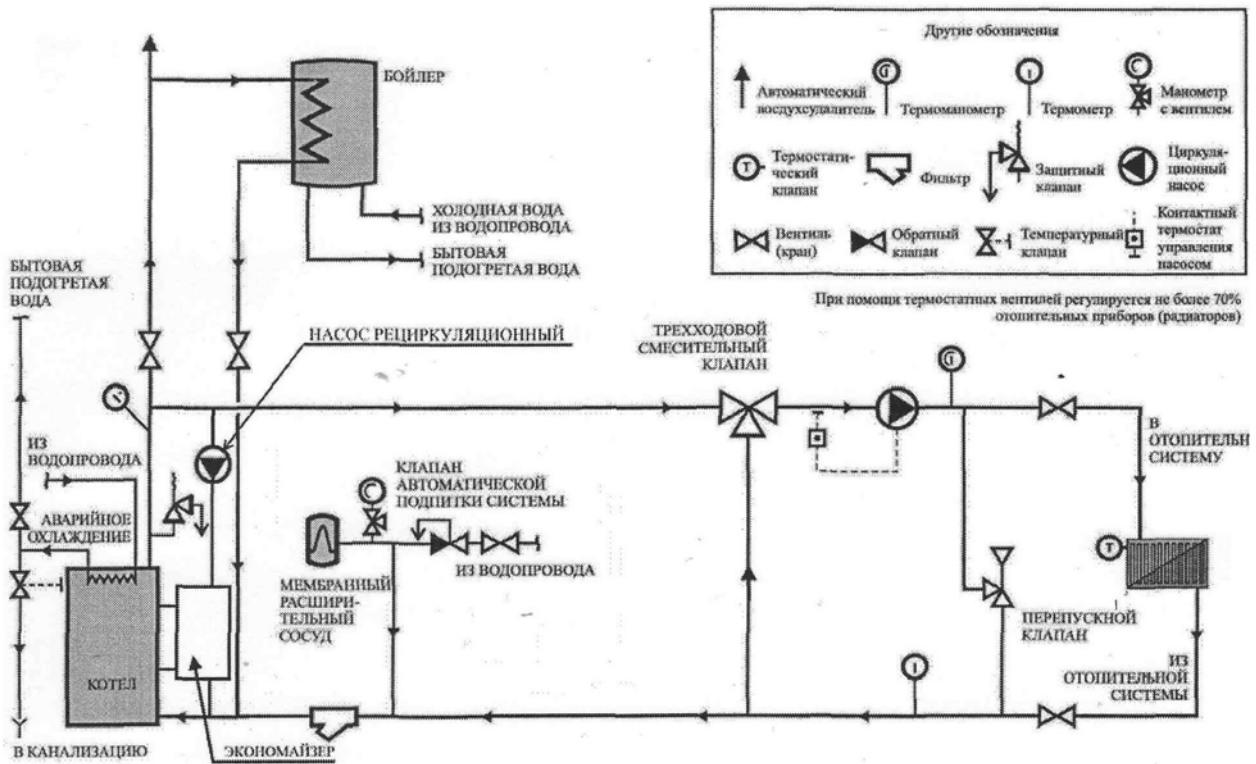 Другие обозначения
Автоматический
восдухсудалитель
Термоманометр
Термометр
Манометр
с вентилем
Термостати-
ческий
клапан
Фильтр
Защитный
клапан
Циркуля-
ционный
насос
Вентиль
(кран)
Обратный
клапан
Температурный
клапан
Контактный
термостат
управления
насосом
При помощи термостатных вентилей регулируется не более 70%
отопительных приборов (радиаторов)
БОЙЛЕР
ХОЛОДНАЯ ВОДА
ИЗ ВОДОПРОВОДА
БЫТОВАЯ
ПОДОГРЕТАЯ ВОДА
БЫТОВАЯ
ПОДОГРЕТАЯ
ВОДА
НАСОС РЕЦИРКУЛЯЦИОННЫЙ
ТРЕХХОДОВОЙ
СМЕСИТЕЛЬНЫЙ
КЛАПАН
ИЗ
ВОДОПРОВОДА
АВАРИЙНОЕ
ОХЛАЖДЕНИЕ
КЛАПАН
АВТОМАТИЧЕСКОЙ
ПОДПИТКИ СИСТЕМЫ
ИЗ ВОДОПРОВОДА
МЕМБРАННЫЙ
РАСШИРИ-
ТЕЛЬНЫЙ
СОСУД
В
ОТОПИТЕЛЬН
СИСТЕМУ
Т
ПЕРЕПУСКНОЙ
КЛАПАН
ИЗ
ОТОПИТЕЛЬНОЙ
СИСТЕМЫ
КОТЕЛ
В КАНАЛИЗАЦИЮ
ЭКОНОМАЙЗЕР